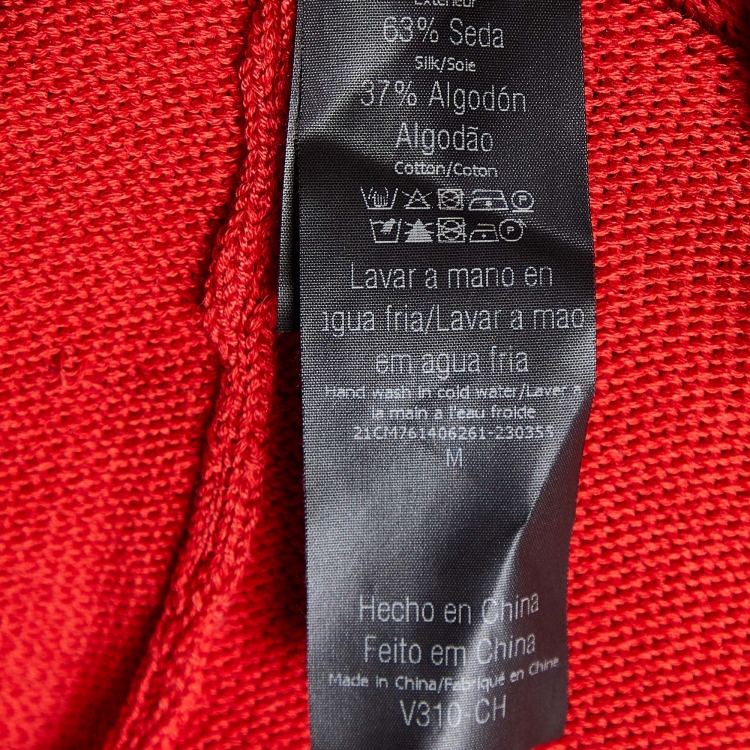 Extérieur
63% Seda
Silk/Soie
37% Algodón
Algodão
Cotton/Coton
Lavar a mano en
agua fria/Lavar a mao
em agua fria
Hand wash in cold water/Laver a
la main a l'eau froide
21CM761406261-230355
M
Hecho en China
Feito em China
Made in China/Fabriqué en Chine
V310-CH